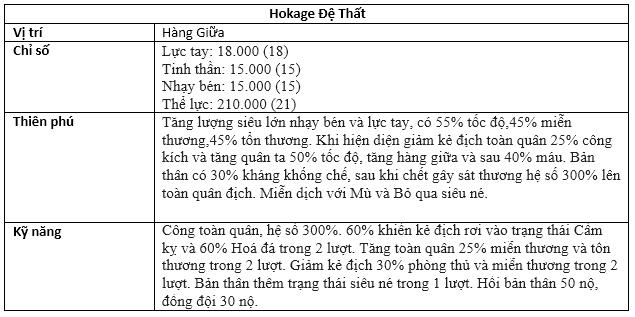 Hokage Đệ Thất
Vị trí
Hàng Giữa
Chỉ số
Lực tay: 18.000 (18)
Tinh thần: 15.000 (15)
Nhạy bén: 15.000 (15)
Thể lực: 210.000 (21)
Thiên phú
Tăng lượng siêu lớn nhạy bén và lực tay, có 55% tốc độ,45% miễn
thương,45% tổn thương. Khi hiện diện giảm kẻ địch toàn quân 25% công
kích và tăng quân ta 50% tốc độ, tăng hàng giữa và sau 40% máu. Bản
thân có 30% kháng khống chế, sau khi chết gây sát thương hệ số 300% lên
toàn quân địch. Miễn dịch với Mù và Bỏ qua siêu né.
Kỹ năng
Công toàn quân, hệ số 300%. 60% khiến kẻ địch rơi vào trạng thái Cấm
kỵ và 60% Hoá đá trong 2 lượt. Tăng toàn quân 25% miễn thương và tổn
thương trong 2 lượt. Giảm kẻ địch 30% phòng thủ và miễn thương trong 2
lượt. Bản thân thêm trạng thái siêu né trong 1 lượt. Hồi bản thân 50 nộ,
đồng đội 30 nộ.